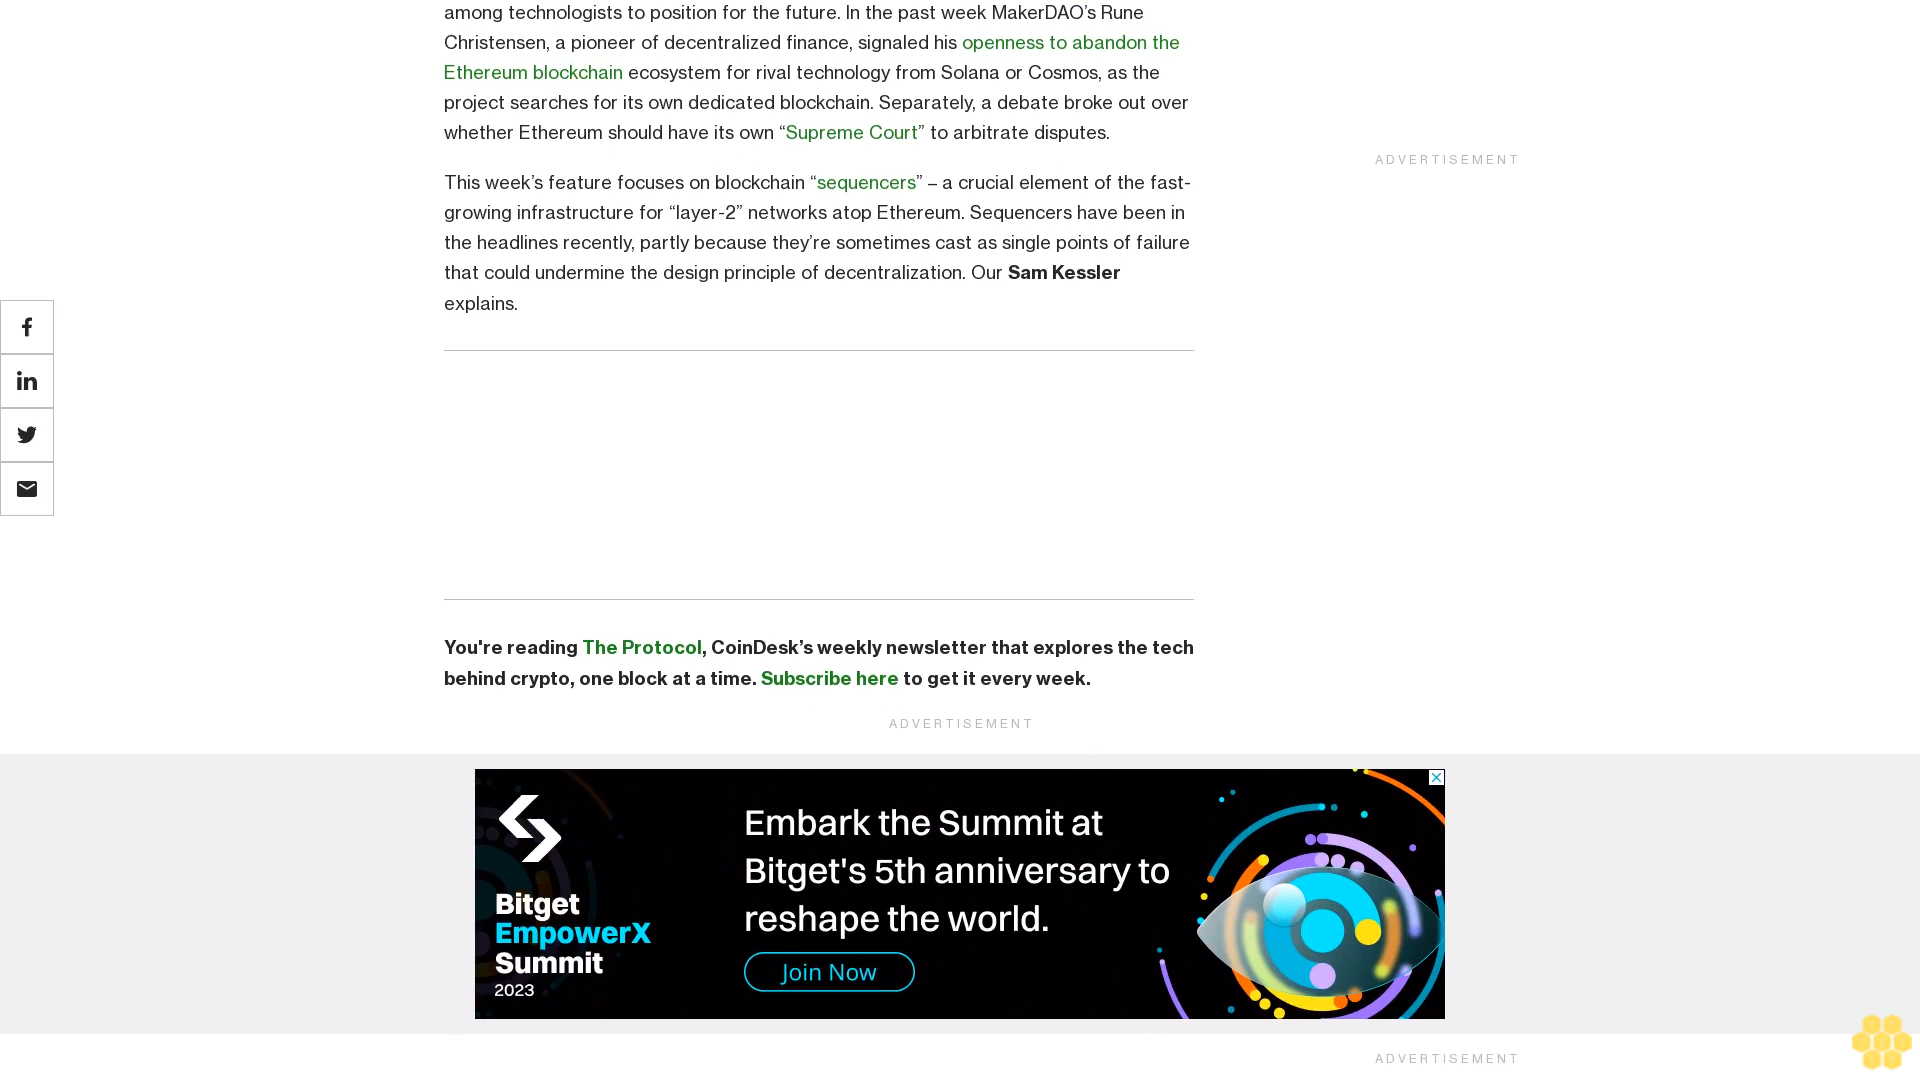 among technologists to position for the future. In the past week MakerDAO’s Rune
Christensen, a pioneer of decentralized finance, signaled his openness to abandon the
Ethereum blockchain ecosystem for rival technology from Solana or Cosmos, as the
project searches for its own dedicated blockchain. Separately, a debate broke out over
whether Ethereum should have its own “Supreme Court” to arbitrate disputes.
ADVERTISEMENT
This week’s feature focuses on blockchain “sequencers” – a crucial element of the fast-
growing infrastructure for “layer-2” networks atop Ethereum. Sequencers have been in
the headlines recently, partly because they’re sometimes cast as single points of failure
that could undermine the design principle of decentralization. Our Sam Kessler
explains.
You're reading The Protocol, CoinDesk’s weekly newsletter that explores the tech
behind crypto, one block at a time. Subscribe here to get it every week.
ADVERTISEMENT
Bitget
EmpowerX
Summit
2023
Embark the Summit at
Bitget's 5th anniversary to
reshape the world.
Join Now
ADVERTISEMENT